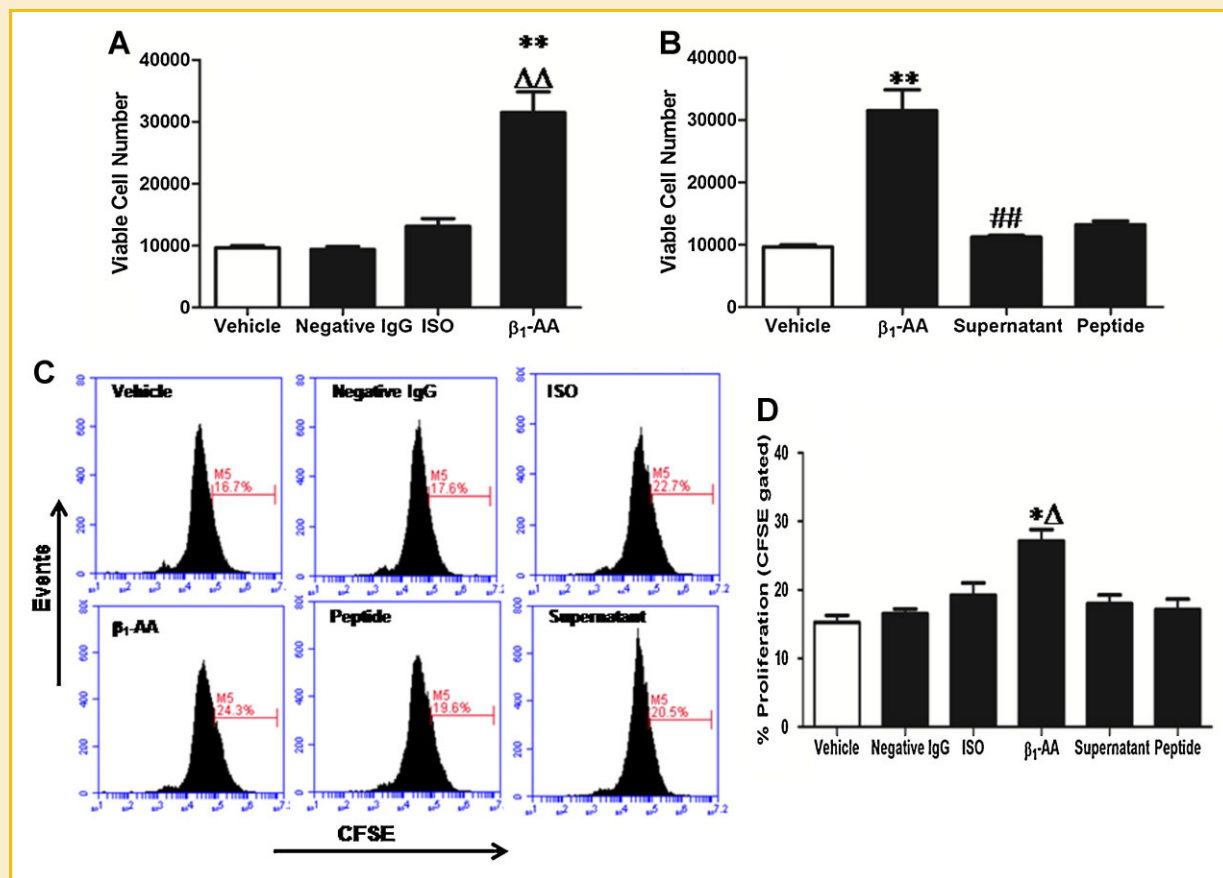 A
**
ΔΔ
40000
30000
20000
10000
0
Viable Cell Number
Vehicle Negative IgG ISO β1-AA
B
**
##
40000
30000
20000
10000
0
Viable Cell Number
Vehicle β1-AA Supernatant Peptide
C
Vehicle
M5
16.7%
Negative IgG
M5
17.6%
ISO
M5
22.7%
β1-AA
M5
24.3%
Peptide
M5
19.6%
Supernatant
M5
20.5%
Events
CFSE
D
*Δ
40
30
20
10
0
% Proliferation (CFSE gated)
Vehicle Negative IgG ISO β1-AA Supernatant Peptide